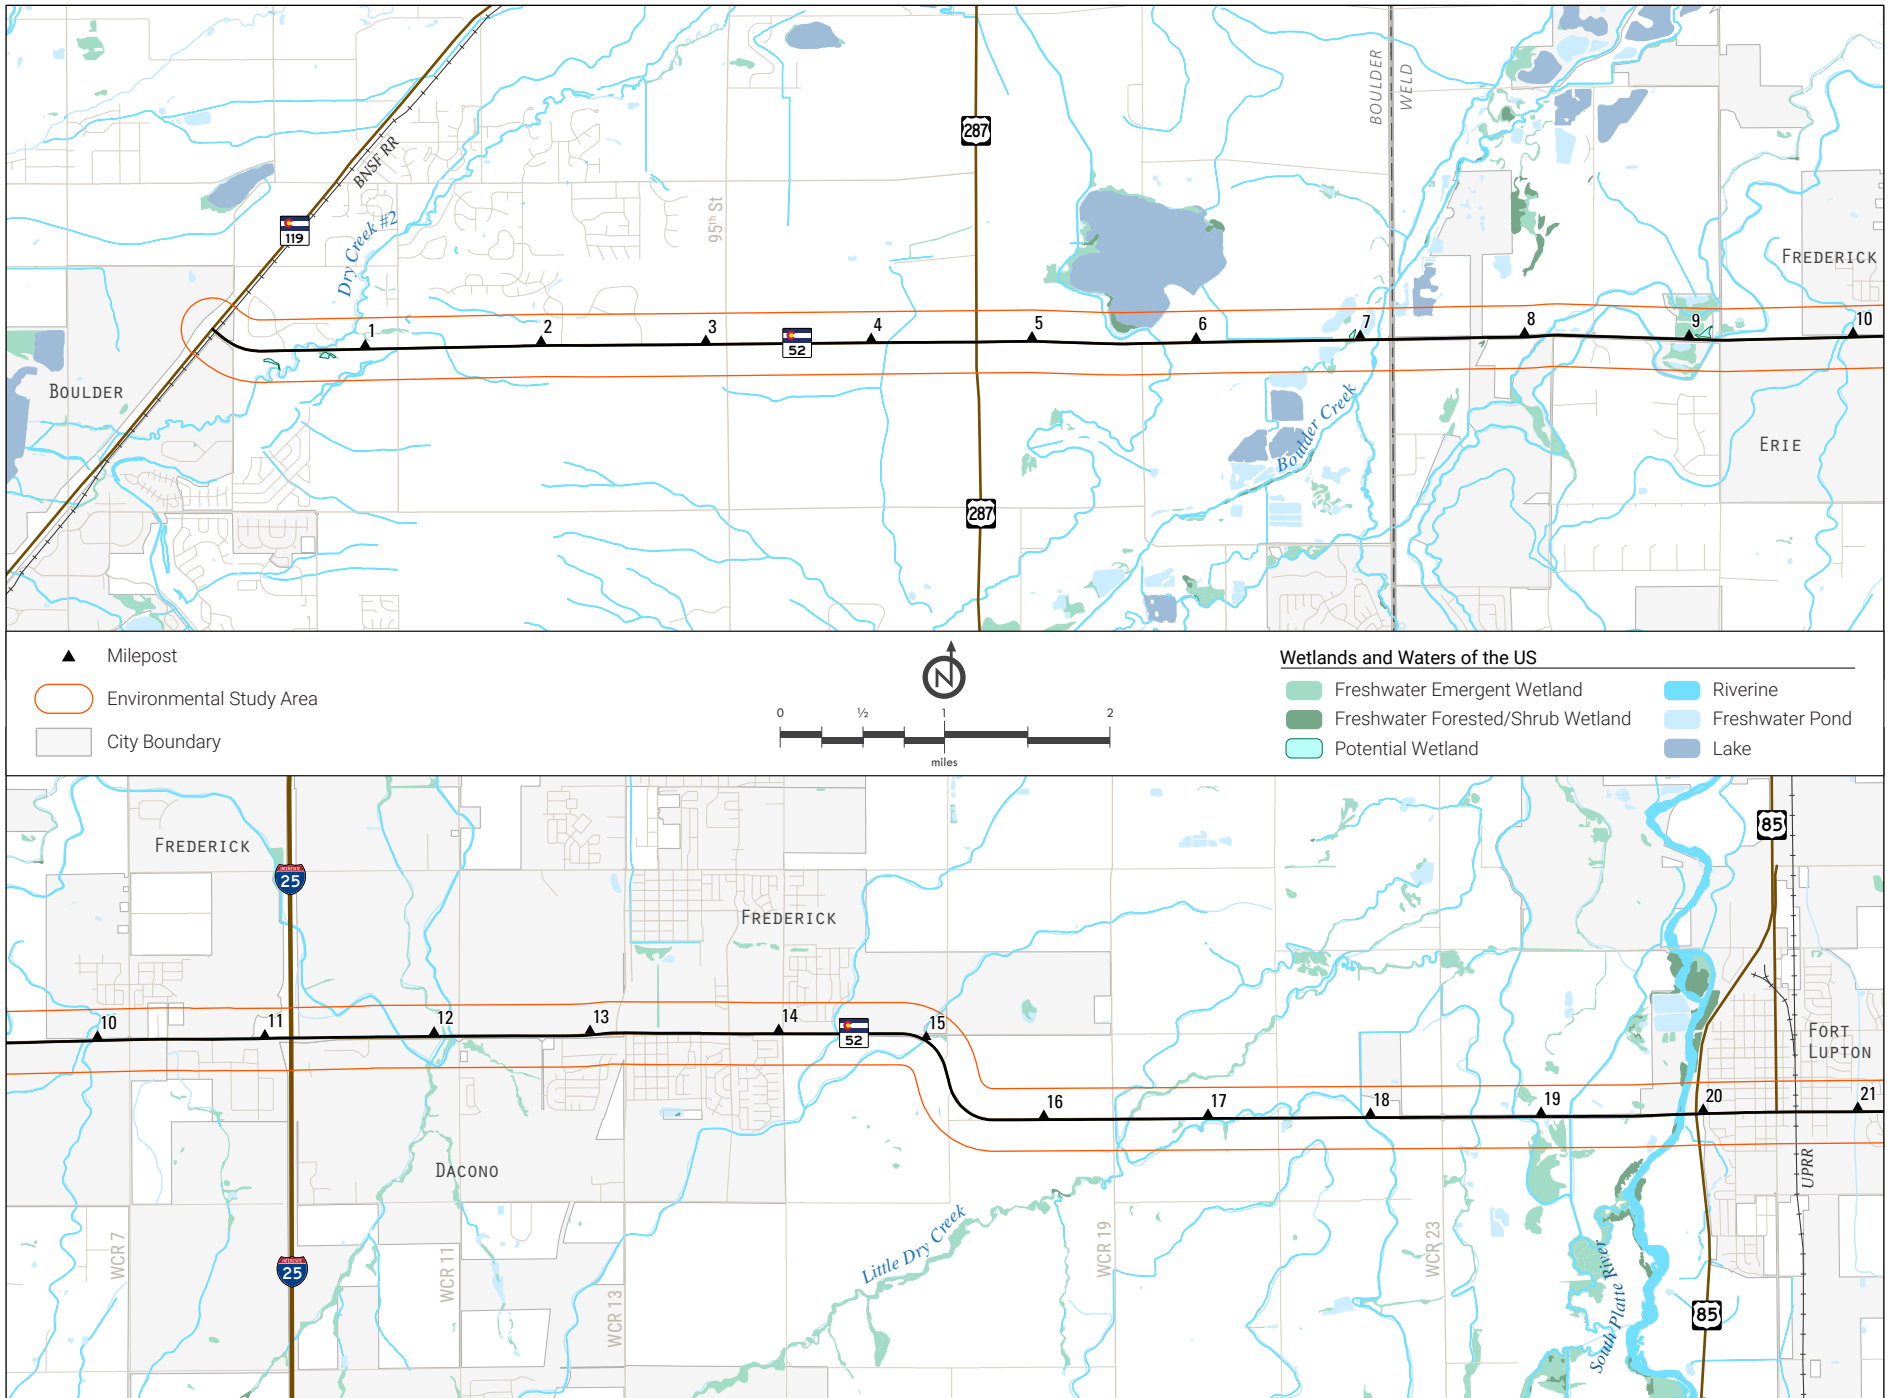 BOULDER
WELD
287
BNSF RR
95th St
119
Dry Creek #2
FREDERICK
1
2
3
4
5
6
7
8
9
10
52
BOULDER
Boulder Creek
ERIE
287
Milepost
Environmental Study Area
City Boundary
N
0
½
1
2
miles
Wetlands and Waters of the US
Freshwater Emergent Wetland
Freshwater Forested/Shrub Wetland
Potential Wetland
Riverine
Freshwater Pond
Lake
85
FREDERICK
INTERSTATE
25
FREDERICK
10
11
12
13
14
52
15
16
17
18
19
20
21
FORT
LUPTON
DACONO
UPRR
Little Dry Creek
WCR 7
WCR 11
WCR 13
WCR 19
WCR 23
INTERSTATE
25
South Platte River
85